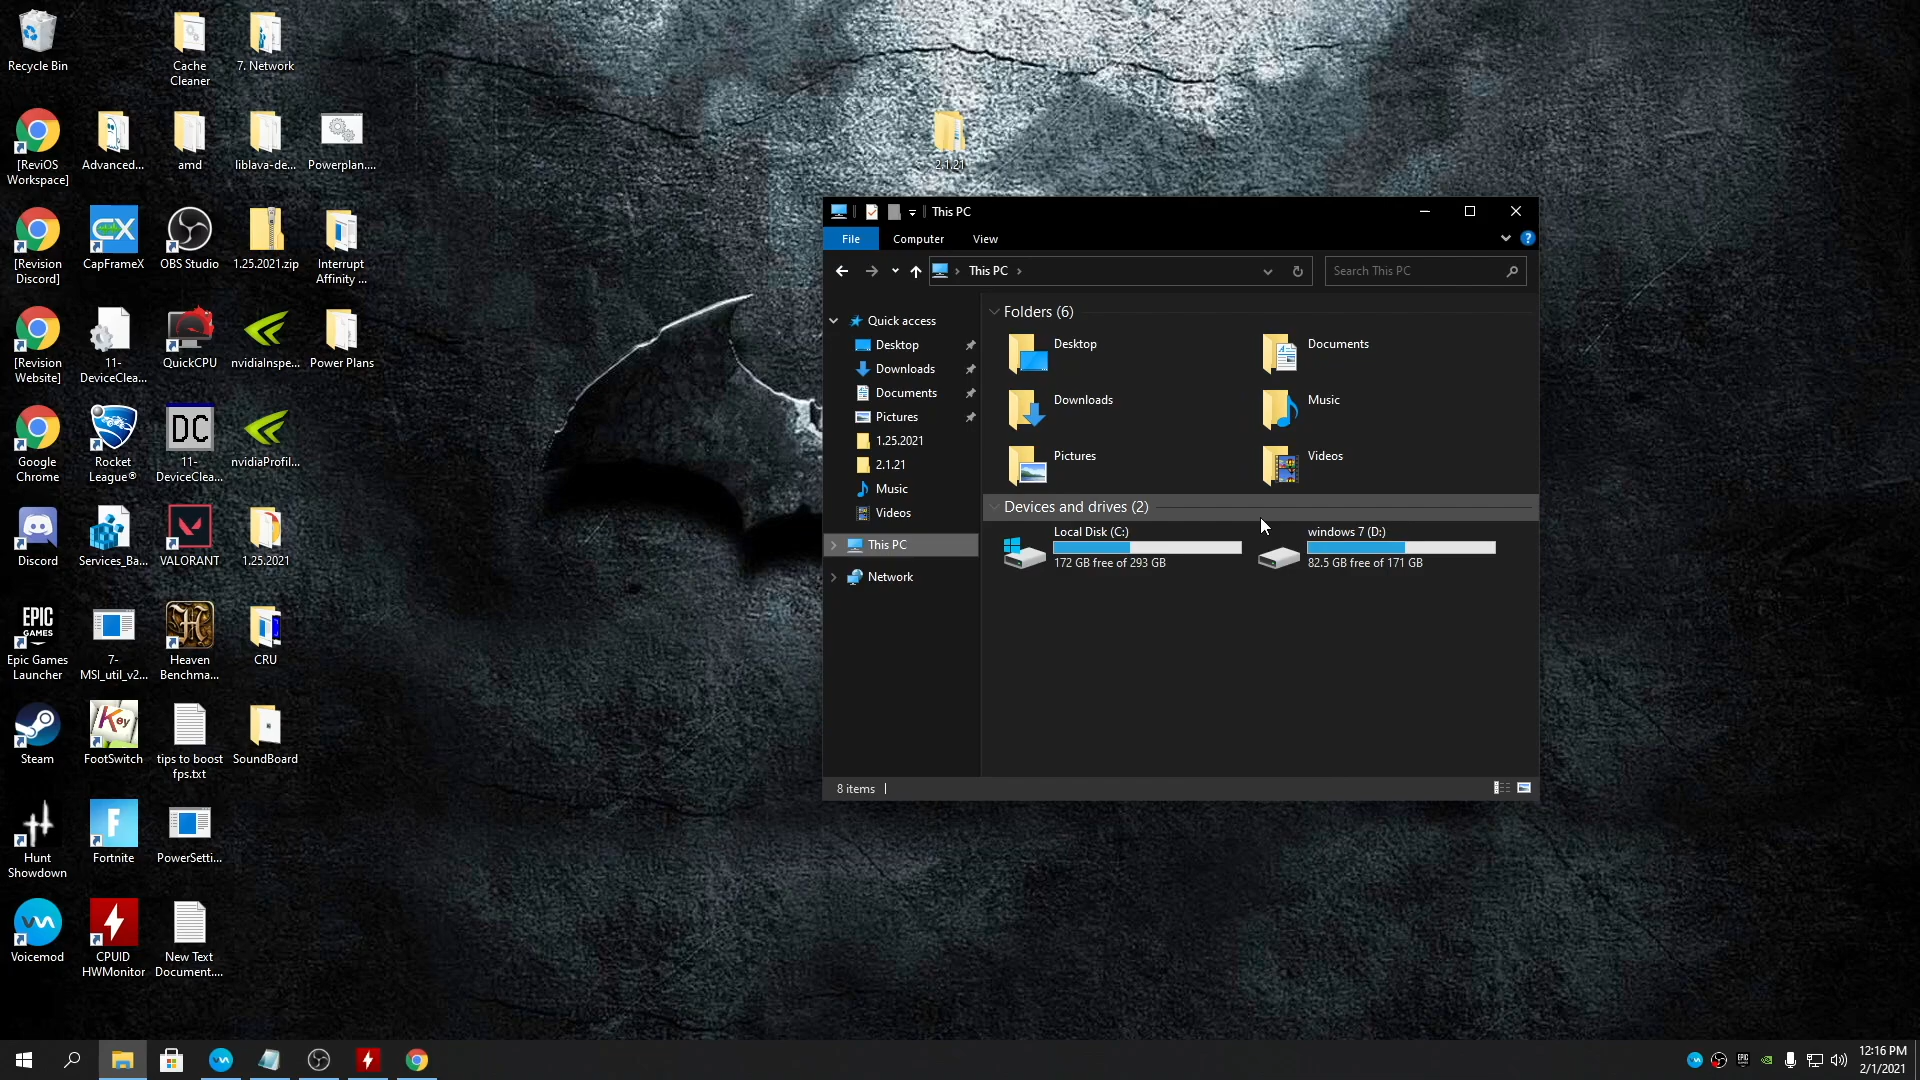 Recycle Bin
Cache
Cleaner
7. Network
[ReviOS
Workspace]
Advanced...
amd
liblava-de...
Powerplan....
2.1.21
[Revision
Discord]
CapFrameX
OBS Studio
1.25.2021.zip
Interrupt
Affinity ...
[Revision
Website]
11-
DeviceClea...
QuickCPU
nvidiaInspe...
Power Plans
Google
Chrome
Rocket
League®
DC
11-
DeviceClea...
nvidiaProfil...
Discord
Services_Ba...
VALORANT
1.25.2021
EPIC
GAMES
Epic Games
Launcher
7-
MSI_util_v2...
Heaven
Benchma...
CRU
Steam
Key
FootSwitch
tips to boost
fps.txt
SoundBoard
Hunt
Showdown
Fortnite
PowerSetti...
Voicemod
CPUID
HWMonitor
New Text
Document....
This PC
File
Computer
View
This PC
Search This PC
Quick access
Desktop
Downloads
Documents
Pictures
1.25.2021
2.1.21
Music
Videos
This PC
Network
Folders (6)
Desktop
Documents
Downloads
Music
Pictures
Videos
Devices and drives (2)
Local Disk (C:)
172 GB free of 293 GB
windows 7 (D:)
82.5 GB free of 171 GB
8 items
12:16 PM
2/1/2021